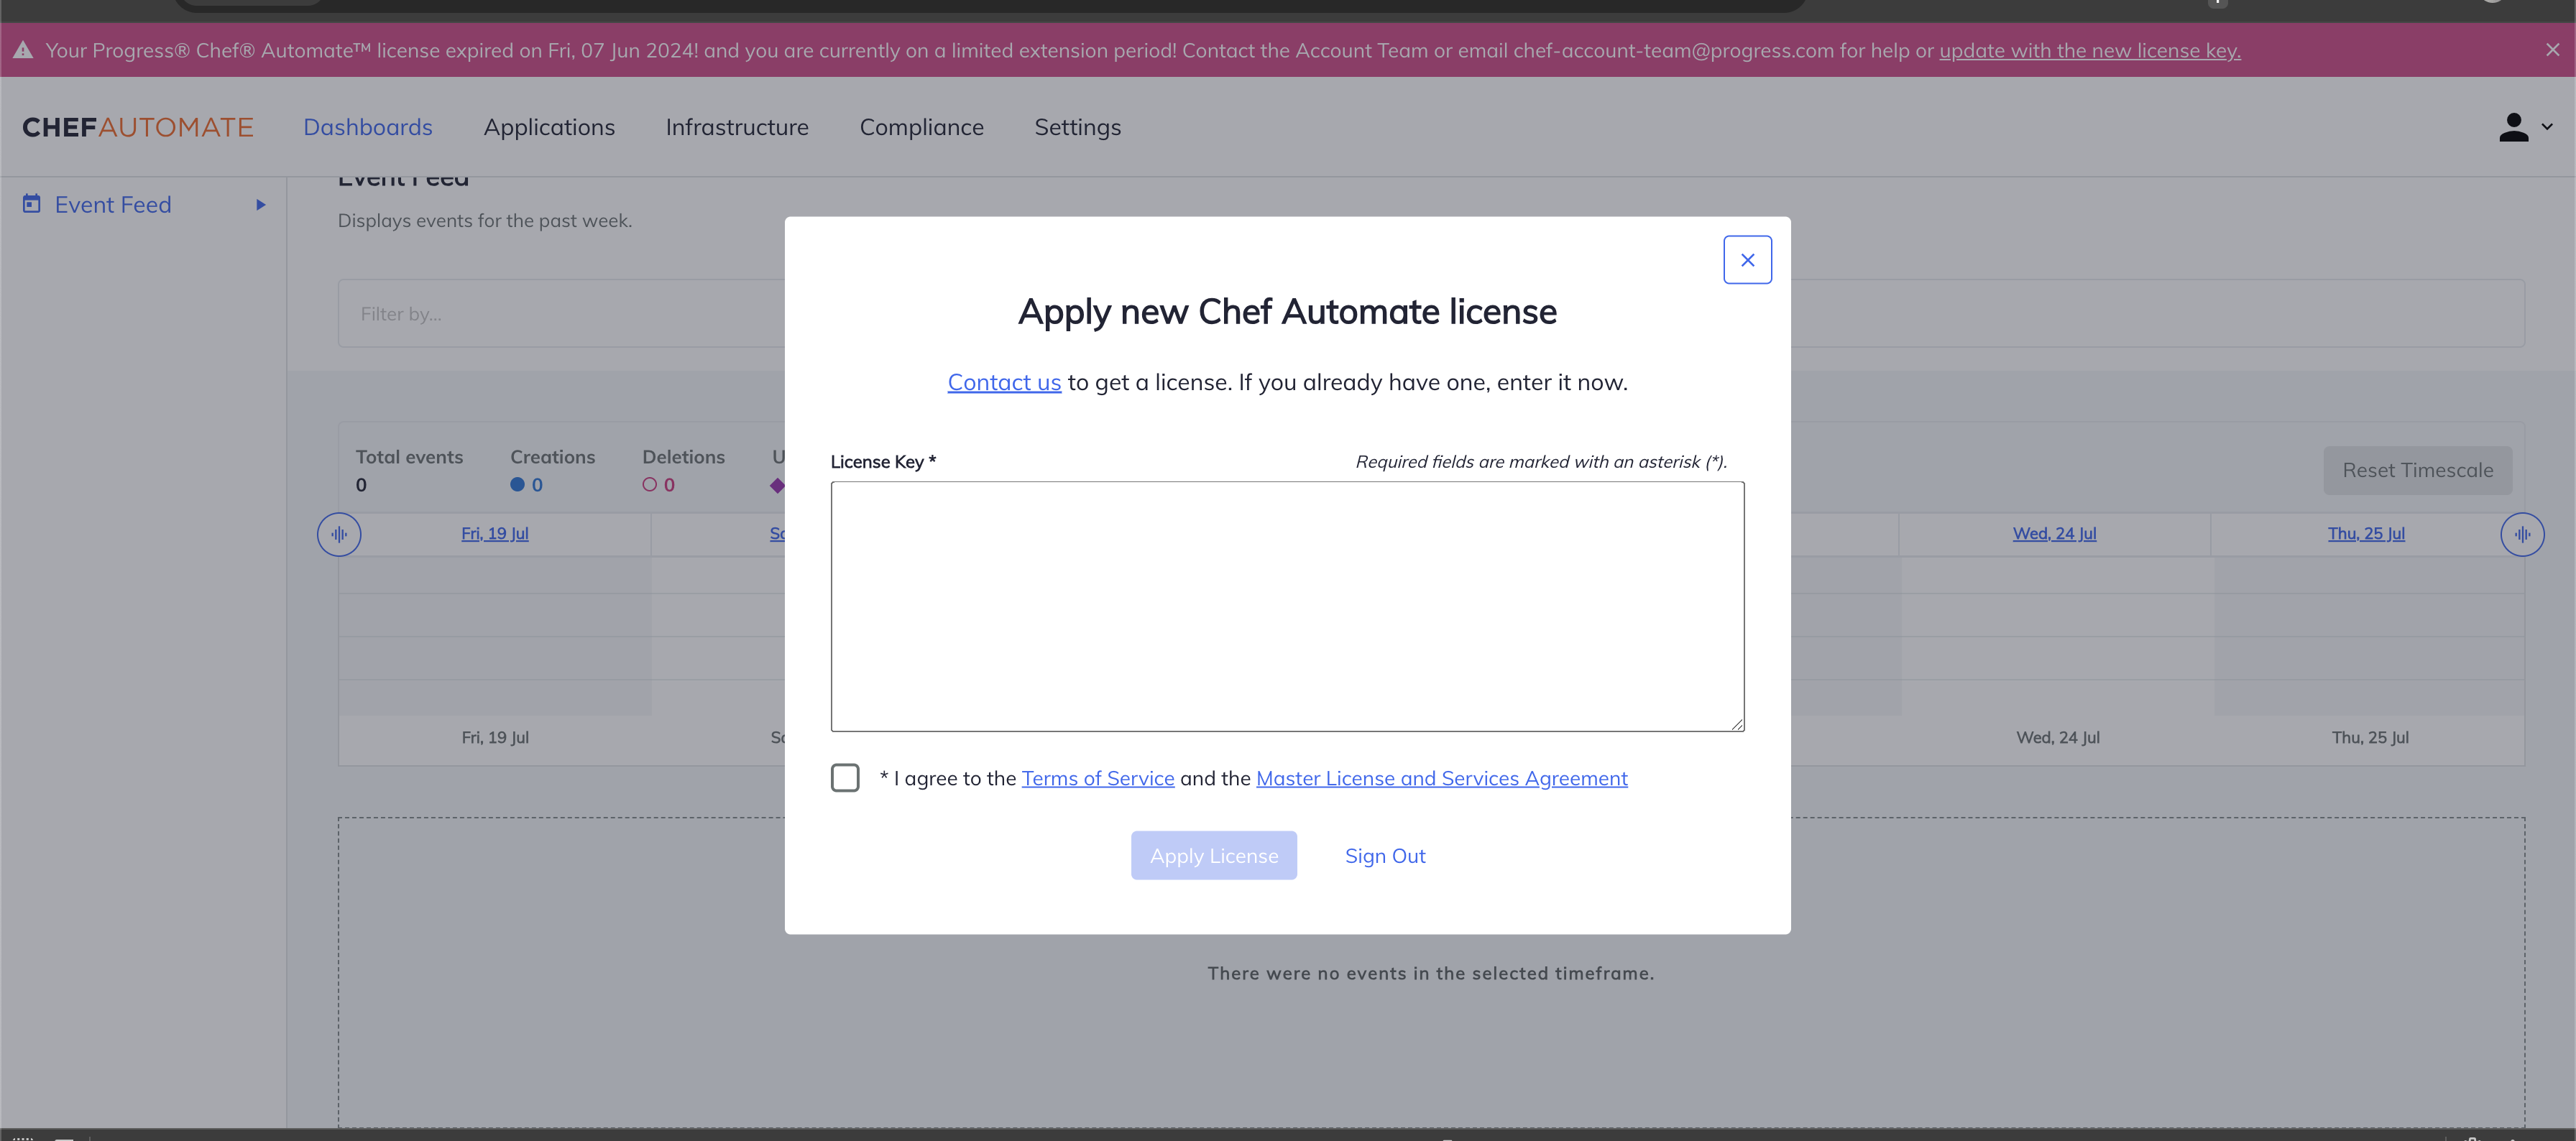 Your Progress® Chef® Automate™ license expired on Fri, 07 Jun 2024! and you are currently on a limited extension period! Contact the Account Team or email chef-account-team@progress.com for help or update with the new license key.
CHEFAUTOMATE Dashboards Applications Infrastructure Compliance Settings
Event Feed
Event Feed
Displays events for the past week.
Filter by...
Apply new Chef Automate license
Contact us to get a license. If you already have one, enter it now.
License Key * Required fields are marked with an asterisk (*).
Total events Creations Deletions
0 0 0
Reset Timescale
Fri, 19 Jul Wed, 24 Jul Thu, 25 Jul
Fri, 19 Jul Wed, 24 Jul Thu, 25 Jul
* I agree to the Terms of Service and the Master License and Services Agreement
Apply License Sign Out
There were no events in the selected timeframe.